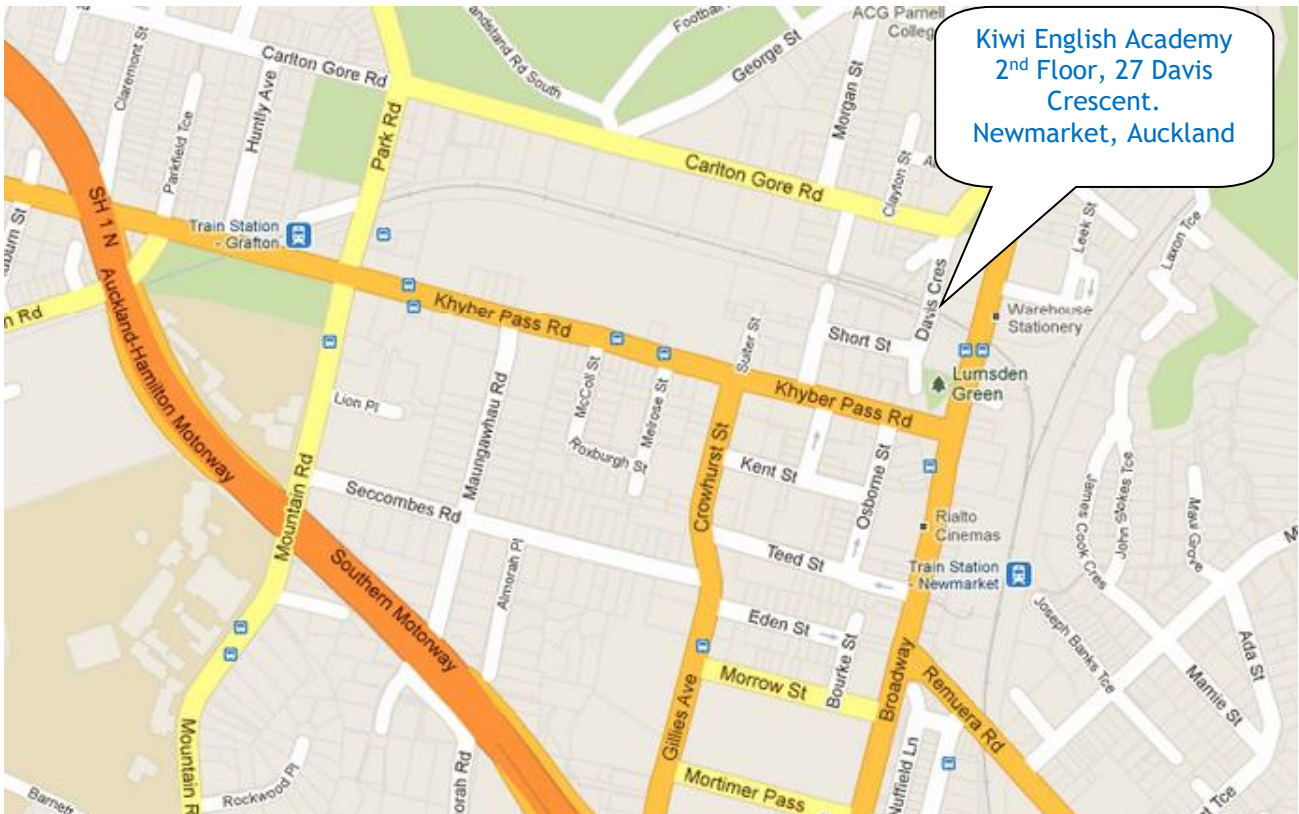 Kiwi English Academy
2nd Floor, 27 Davis
Crescent.
Newmarket, Auckland
ACG Parnell
Claremont St
Carlton Gore Rd
Huntly Ave
Parkfield Tce
Park Rd
George St
Morgan St
Carlton Gore Rd
Clayton St
Leek St
Laxon Tce
SH 1 N
Train Station
- Grafton
Auckland-Hamilton Motorway
Khyber Pass Rd
Davis Cres
Warehouse
Stationery
Short St
Suiter St
Lumsden
Green
Khyber Pass Rd
Lion Pl
Maungawhau Rd
McColl St
Melrose St
Roxburgh St
Crowhurst St
Kent St
Osborne St
Mountain Rd
Seccombes Rd
Rialto
Cinemas
James Cook Cres
John Stokes Tce
Maui Grove
Almorah Pl
Teed St
Train Station
- Newmarket
Southern Motorway
Eden St
Bourke St
Joseph Banks Tce
Ada St
Mamie St
Morrow St
Broadway
Remuera Rd
Gillies Ave
Mortimer Pass
Nuffield Ln
Rockwood Pl